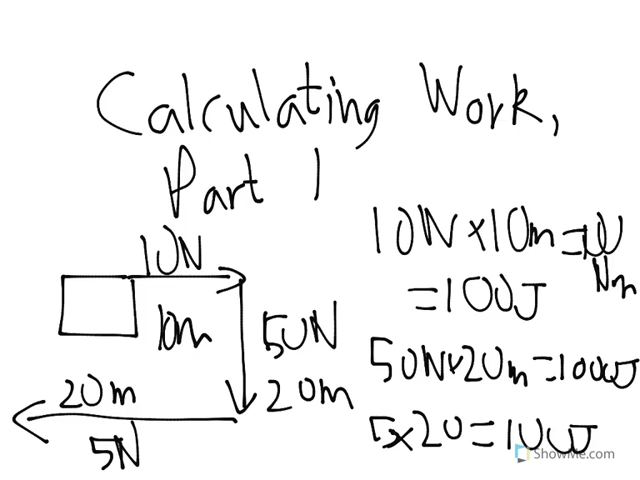 Calculating Work,
Part 1
10N
10m
50N
20m
20m
5N
10N×10m=100
Nm
=100J
50N×20m=1000J
5×20=100J
ShowMe.com